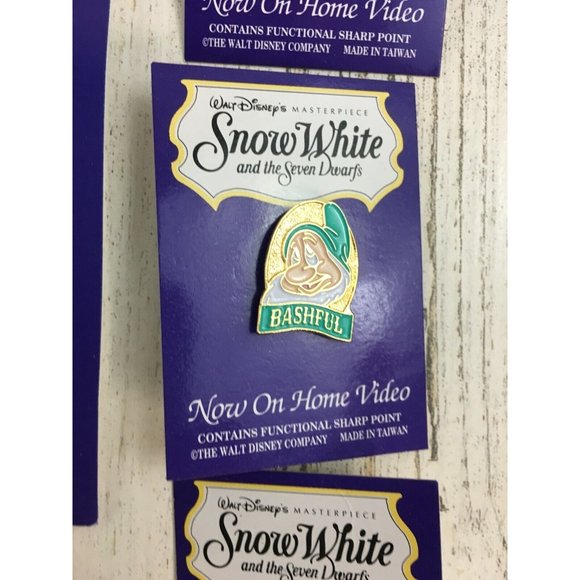 Now On Home Video
CONTAINS FUNCTIONAL SHARP POINT
©THE WALT DISNEY COMPANY MADE IN TAIWAN
WALT DISNEY'S MASTERPIECE
Snow White
and the Seven Dwarfs
BASHFUL
Now On Home Video
CONTAINS FUNCTIONAL SHARP POINT
©THE WALT DISNEY COMPANY MADE IN TAIWAN
WALT DISNEY'S MASTERPIECE
Snow White
and the Seven Dwarfs